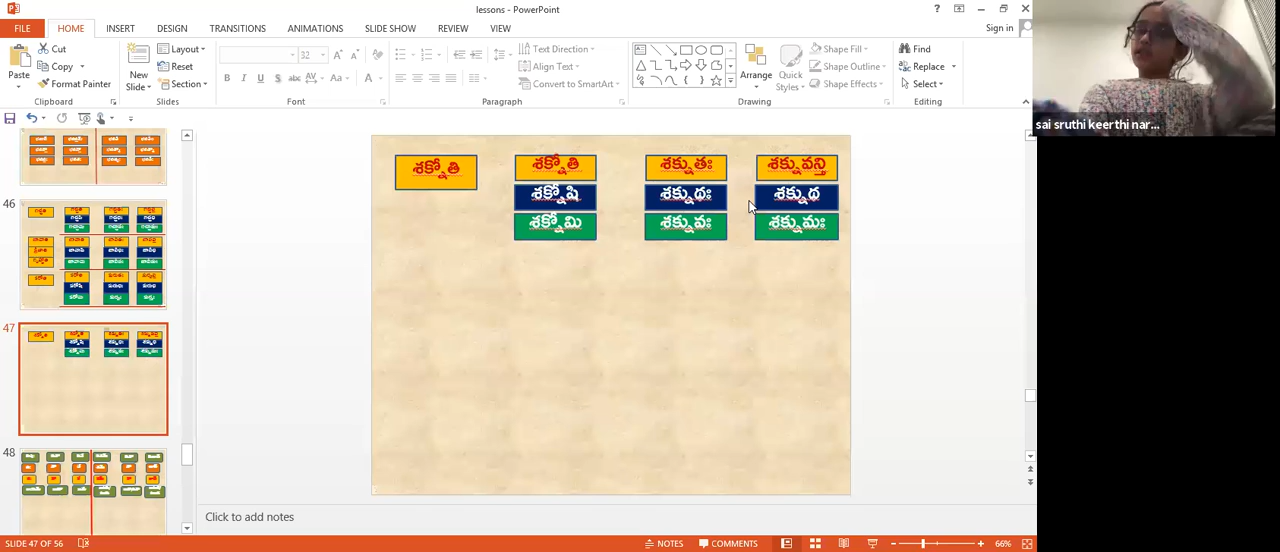 lessons - PowerPoint
Sign in
FILE HOME INSERT DESIGN TRANSITIONS ANIMATIONS SLIDE SHOW REVIEW VIEW
Cut
Copy
Format Painter
Paste
Clipboard
New Slide
Layout
Reset
Section
Slides
32
Font
Text Direction
Align Text
Convert to SmartArt
Paragraph
Arrange
Quick Styles
Shape Fill
Shape Outline
Shape Effects
Drawing
Find
Replace
Select
Editing
sai sruthi keerthi nar...
46
47
48
శక్నోతి శక్నోతి శక్నుతః శక్నువన్తి
శక్నోషి శక్నుథః శక్నుథ
శక్నోమి శక్నువః శక్నుమః
Click to add notes
SLIDE 47 OF 56
NOTES COMMENTS
66%